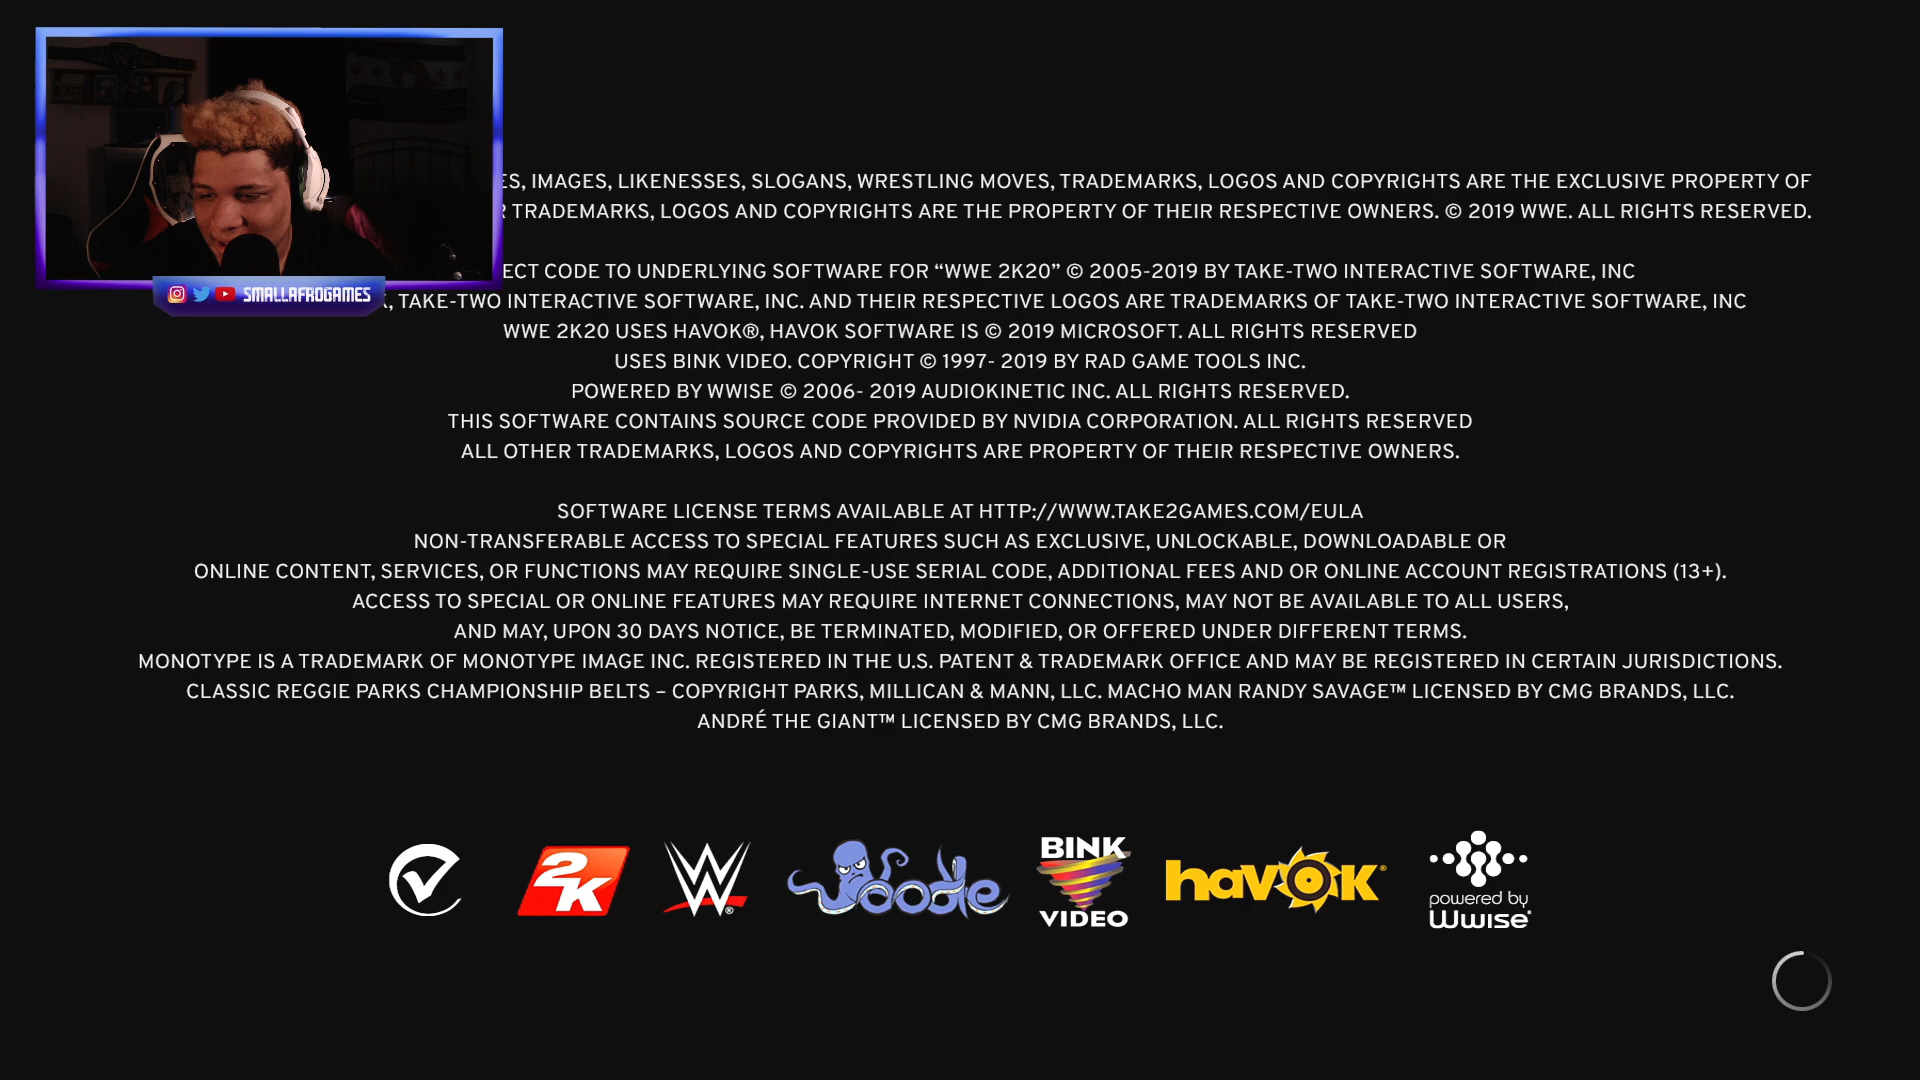 IMAGES, LIKENESSES, SLOGANS, WRESTLING MOVES, TRADEMARKS, LOGOS AND COPYRIGHTS ARE THE EXCLUSIVE PROPERTY OF
TRADEMARKS, LOGOS AND COPYRIGHTS ARE THE PROPERTY OF THEIR RESPECTIVE OWNERS. © 2019 WWE. ALL RIGHTS RESERVED.
CODE TO UNDERLYING SOFTWARE FOR “WWE 2K20” © 2005-2019 BY TAKE-TWO INTERACTIVE SOFTWARE, INC
SMALLAFROGAMES
TAKE-TWO INTERACTIVE SOFTWARE, INC. AND THEIR RESPECTIVE LOGOS ARE TRADEMARKS OF TAKE-TWO INTERACTIVE SOFTWARE, INC
WWE 2K20 USES HAVOK®, HAVOK SOFTWARE IS © 2019 MICROSOFT. ALL RIGHTS RESERVED
USES BINK VIDEO. COPYRIGHT © 1997- 2019 BY RAD GAME TOOLS INC.
POWERED BY WWISE © 2006- 2019 AUDIOKINETIC INC. ALL RIGHTS RESERVED.
THIS SOFTWARE CONTAINS SOURCE CODE PROVIDED BY NVIDIA CORPORATION. ALL RIGHTS RESERVED
ALL OTHER TRADEMARKS, LOGOS AND COPYRIGHTS ARE PROPERTY OF THEIR RESPECTIVE OWNERS.
SOFTWARE LICENSE TERMS AVAILABLE AT HTTP://WWW.TAKE2GAMES.COM/EULA
NON-TRANSFERABLE ACCESS TO SPECIAL FEATURES SUCH AS EXCLUSIVE, UNLOCKABLE, DOWNLOADABLE OR
ONLINE CONTENT, SERVICES, OR FUNCTIONS MAY REQUIRE SINGLE-USE SERIAL CODE, ADDITIONAL FEES AND OR ONLINE ACCOUNT REGISTRATIONS (13+).
ACCESS TO SPECIAL OR ONLINE FEATURES MAY REQUIRE INTERNET CONNECTIONS, MAY NOT BE AVAILABLE TO ALL USERS,
AND MAY, UPON 30 DAYS NOTICE, BE TERMINATED, MODIFIED, OR OFFERED UNDER DIFFERENT TERMS.
MONOTYPE IS A TRADEMARK OF MONOTYPE IMAGE INC. REGISTERED IN THE U.S. PATENT & TRADEMARK OFFICE AND MAY BE REGISTERED IN CERTAIN JURISDICTIONS.
CLASSIC REGGIE PARKS CHAMPIONSHIP BELTS – COPYRIGHT PARKS, MILLICAN & MANN, LLC. MACHO MAN RANDY SAVAGE™ LICENSED BY CMG BRANDS, LLC.
ANDRÉ THE GIANT™ LICENSED BY CMG BRANDS, LLC.
2K
W
oodle
BINK
VIDEO
havok®
powered by
Wwise®